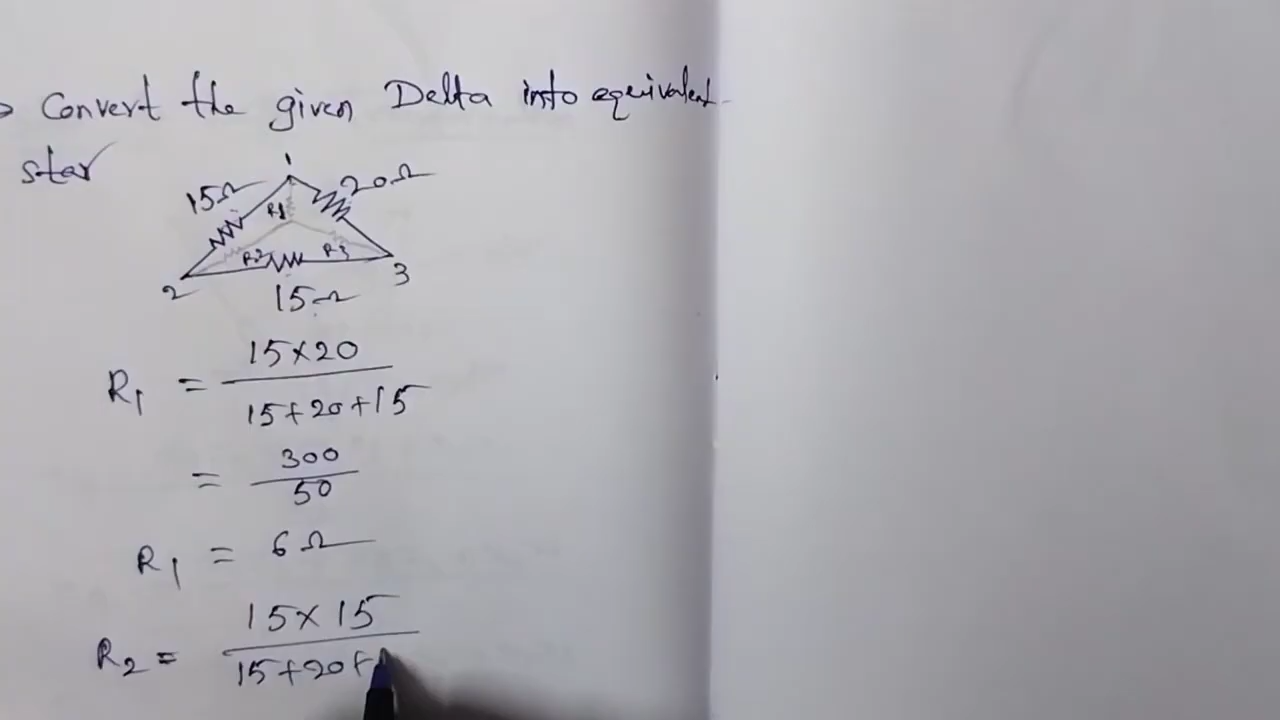 Convert the given Delta into equivalent
star
1
15Ω 20Ω
R1
R2 R3
2 3
15Ω
R1 = 15×20
15+20+15
= 300
50
R1 = 6Ω
R2 = 15×15
15+20+